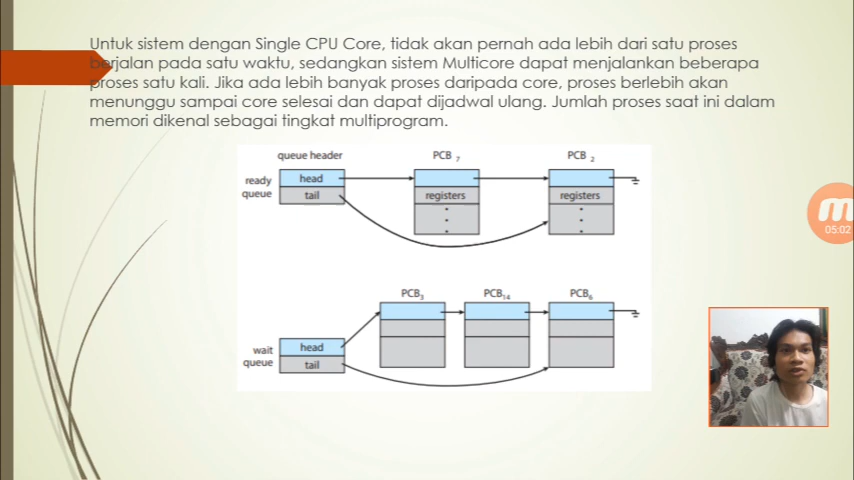 Untuk sistem dengan Single CPU Core, tidak akan pernah ada lebih dari satu proses
berjalan pada satu waktu, sedangkan sistem Multicore dapat menjalankan beberapa
proses satu kali. Jika ada lebih banyak proses daripada core, proses berlebih akan
menunggu sampai core selesai dan dapat dijadwal ulang. Jumlah proses saat ini dalam
memori dikenal sebagai tingkat multiprogram.
queue header PCB 7 PCB 2
ready queue
head
tail
registers
registers
PCB3 PCB14 PCB6
wait queue
head
tail
m
05:02